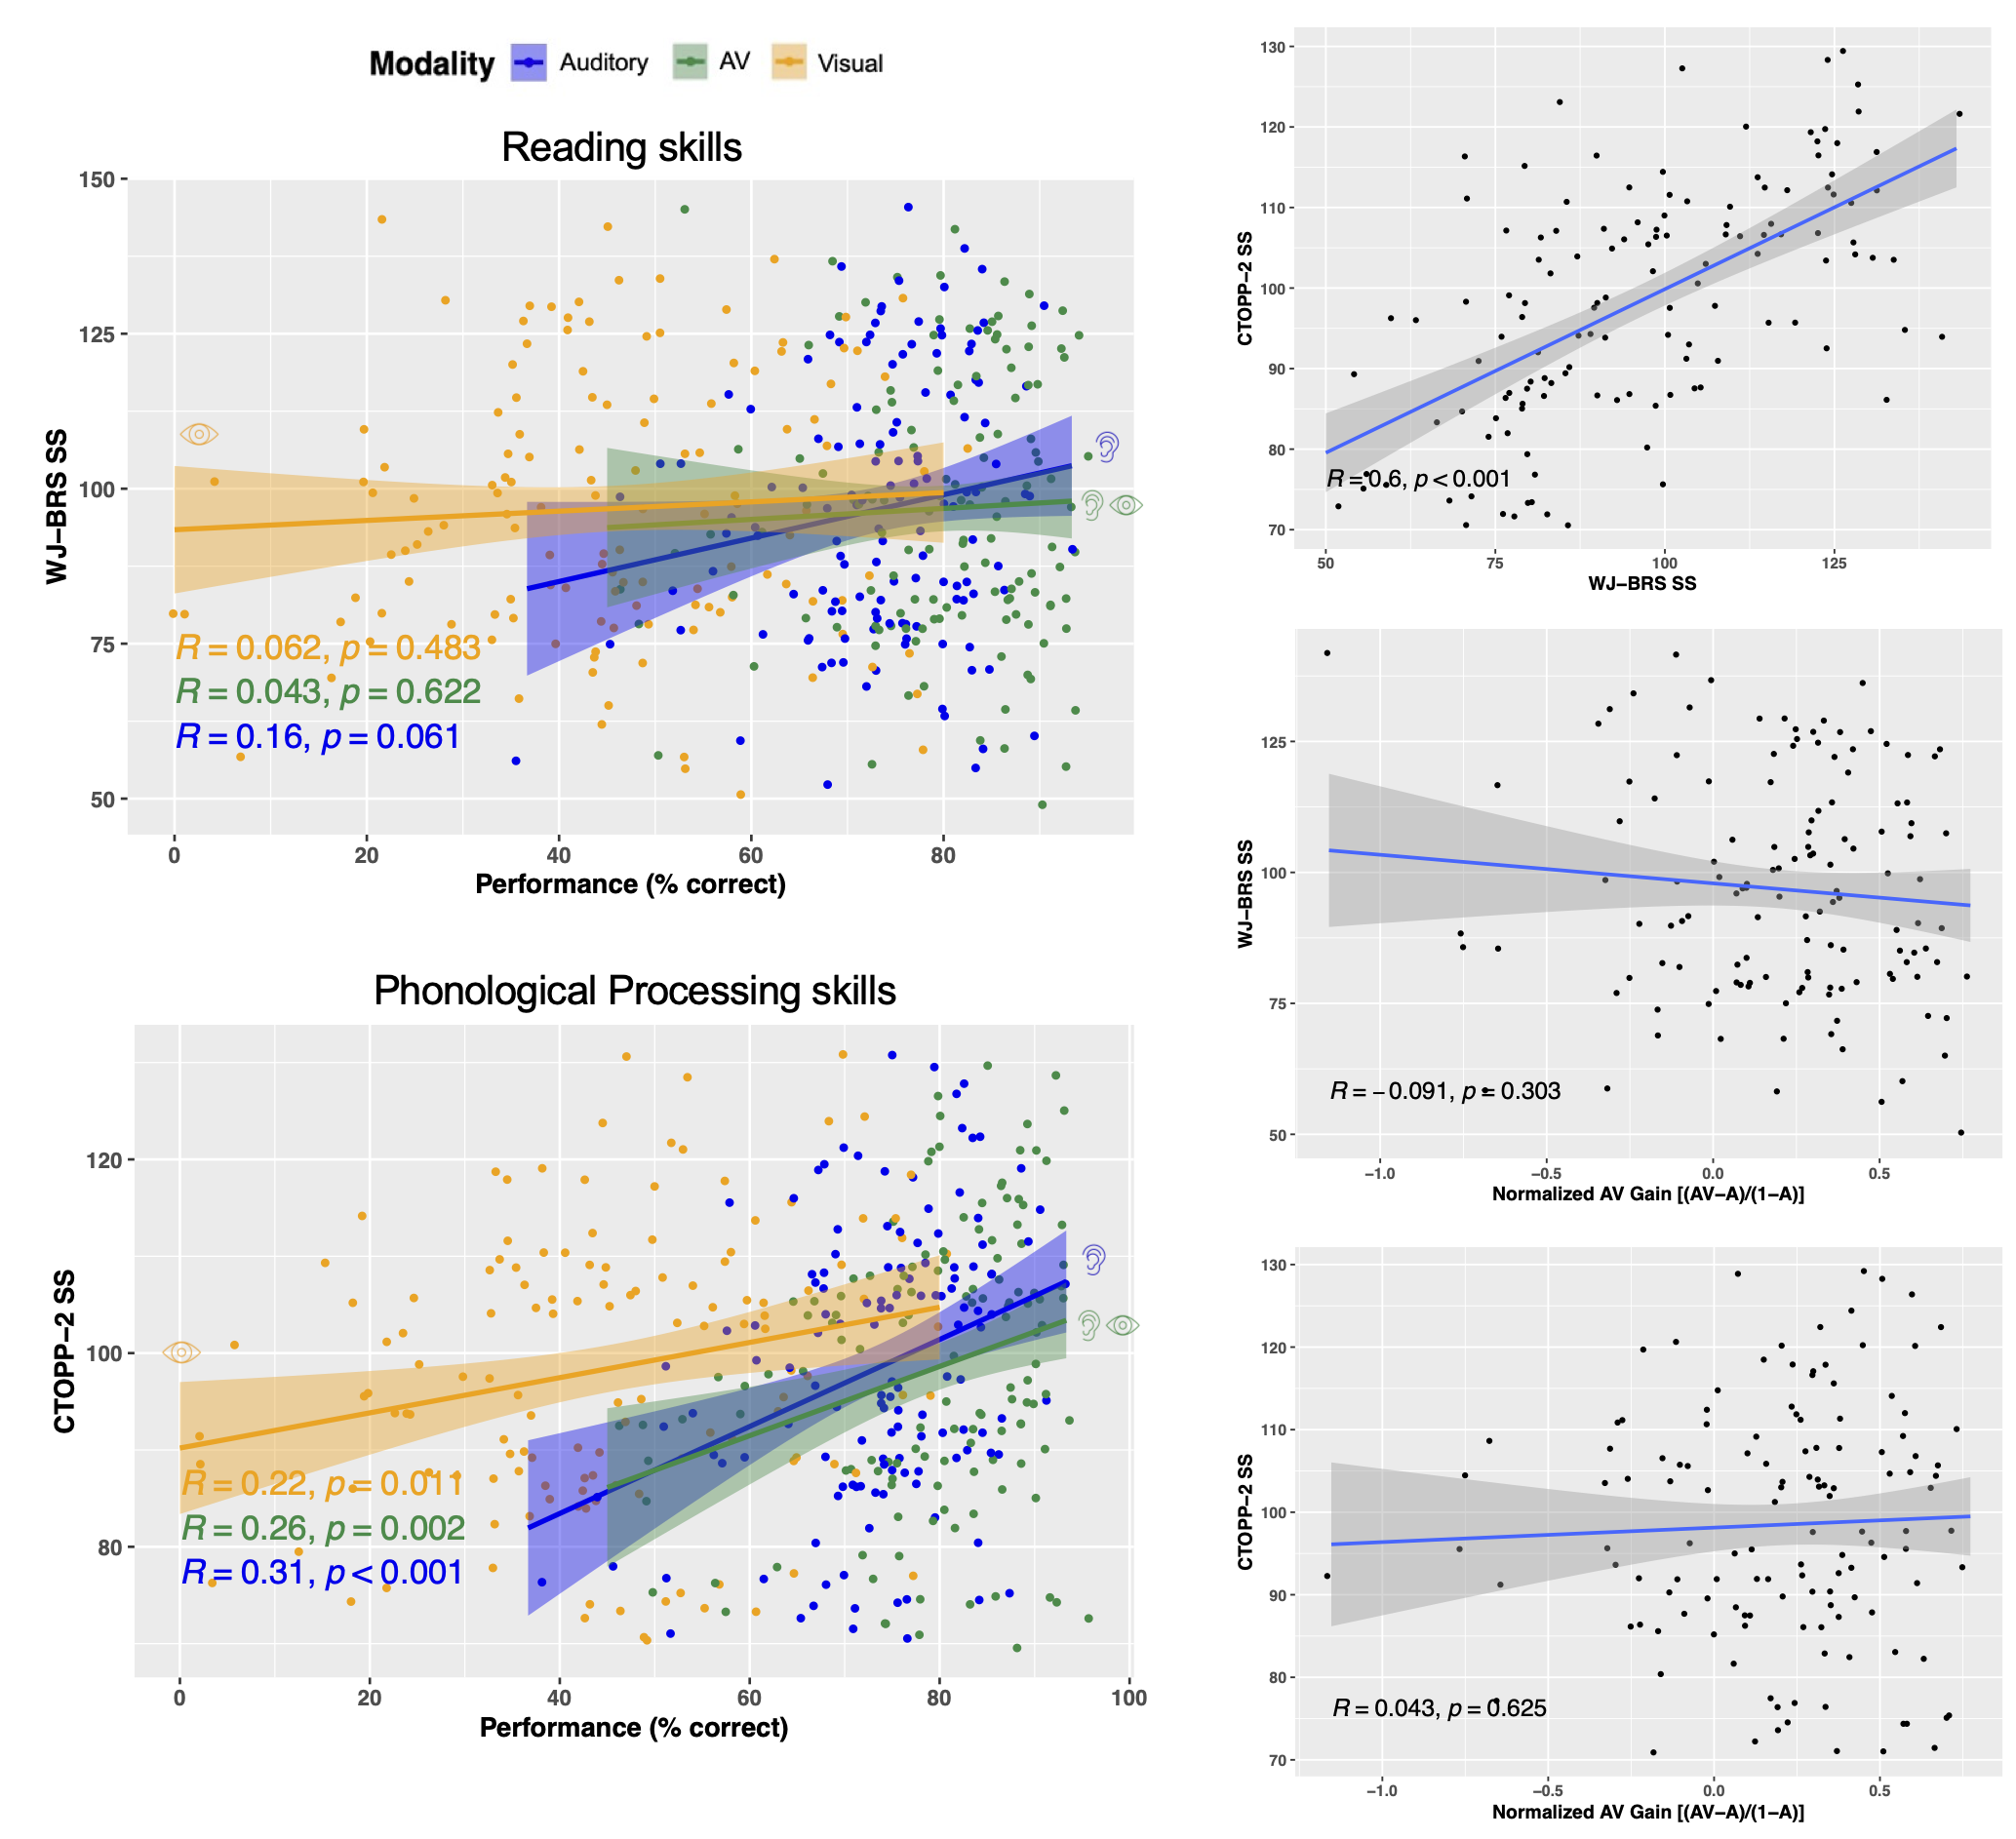 Modality Auditory AV Visual
Reading skills
150
125
100
75
50
WJ−BRS SS
R = 0.062, p = 0.483
R = 0.043, p = 0.622
R = 0.16, p = 0.061
0 20 40 60 80
Performance (% correct)
Phonological Processing skills
120
100
80
CTOPP−2 SS
R = 0.22, p = 0.011
R = 0.26, p = 0.002
R = 0.31, p < 0.001
0 20 40 60 80 100
Performance (% correct)
130
120
110
100
90
80
70
CTOPP−2 SS
R = 0.6, p < 0.001
50 75 100 125
WJ−BRS SS
125
100
75
50
WJ−BRS SS
R = −0.091, p = 0.303
−1.0 −0.5 0.0 0.5
Normalized AV Gain [(AV−A)/(1−A)]
130
120
110
100
90
80
70
CTOPP−2 SS
R = 0.043, p = 0.625
−1.0 −0.5 0.0 0.5
Normalized AV Gain [(AV−A)/(1−A)]